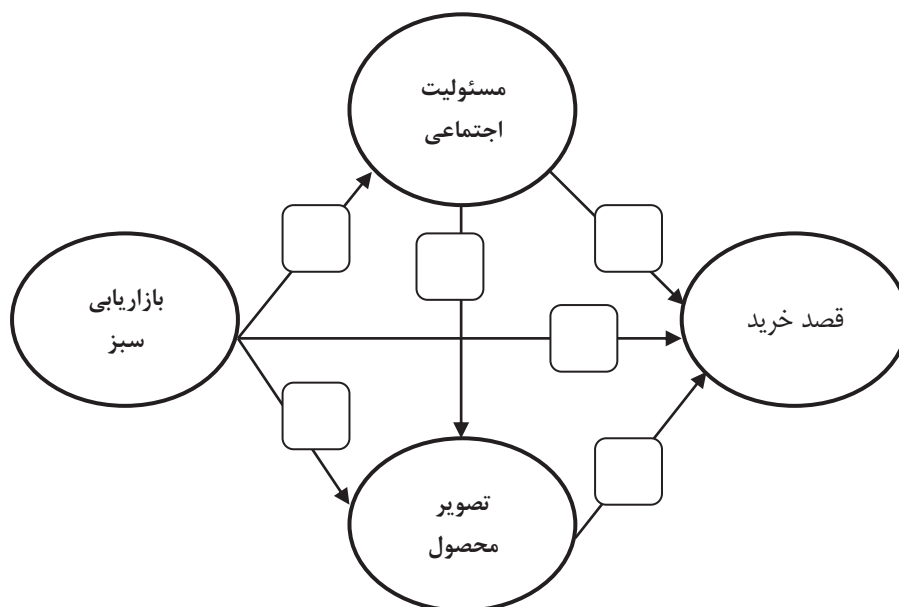 مسئولیت
اجتماعی
بازاریابی
سبز
قصد خرید
تصویر
محصول